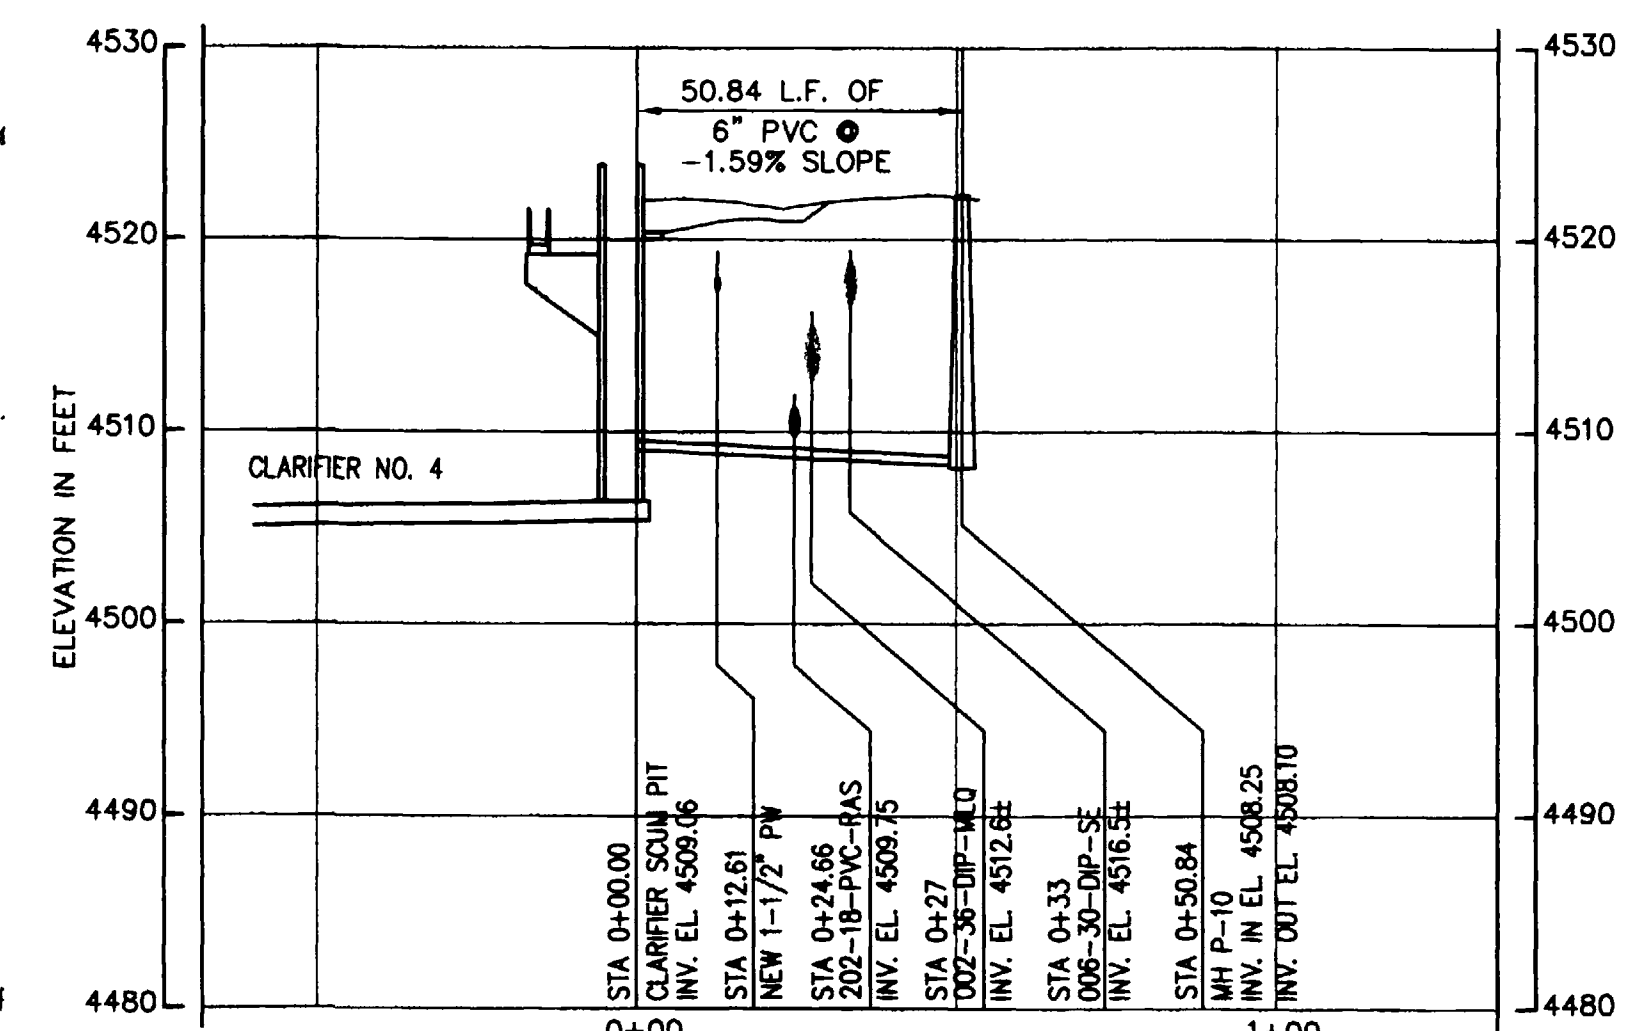 4530
4530
50.84 L.F. OF
6" PVC @
-1.59% SLOPE
4520
4520
4510
4510
CLARIFIER NO. 4
ELEVATION IN FEET
4500
4500
4490
4490
4480
4480
STA 0+00.00
CLARIFIER SCUM PIT
INV. EL. 4509.06
STA 0+12.61
NEW 1-1/2" PW
STA 0+24.66
202-18-PVC-RAS
INV. EL. 4509.75
STA 0+27
002-36-DIP-MLQ
INV. EL. 4512.6±
STA 0+33
006-30-DIP-SE
INV. EL. 4516.5±
STA 0+50.84
MH P-10
INV. IN EL. 4508.25
INV. OUT EL. 4508.10
0+00
1+00